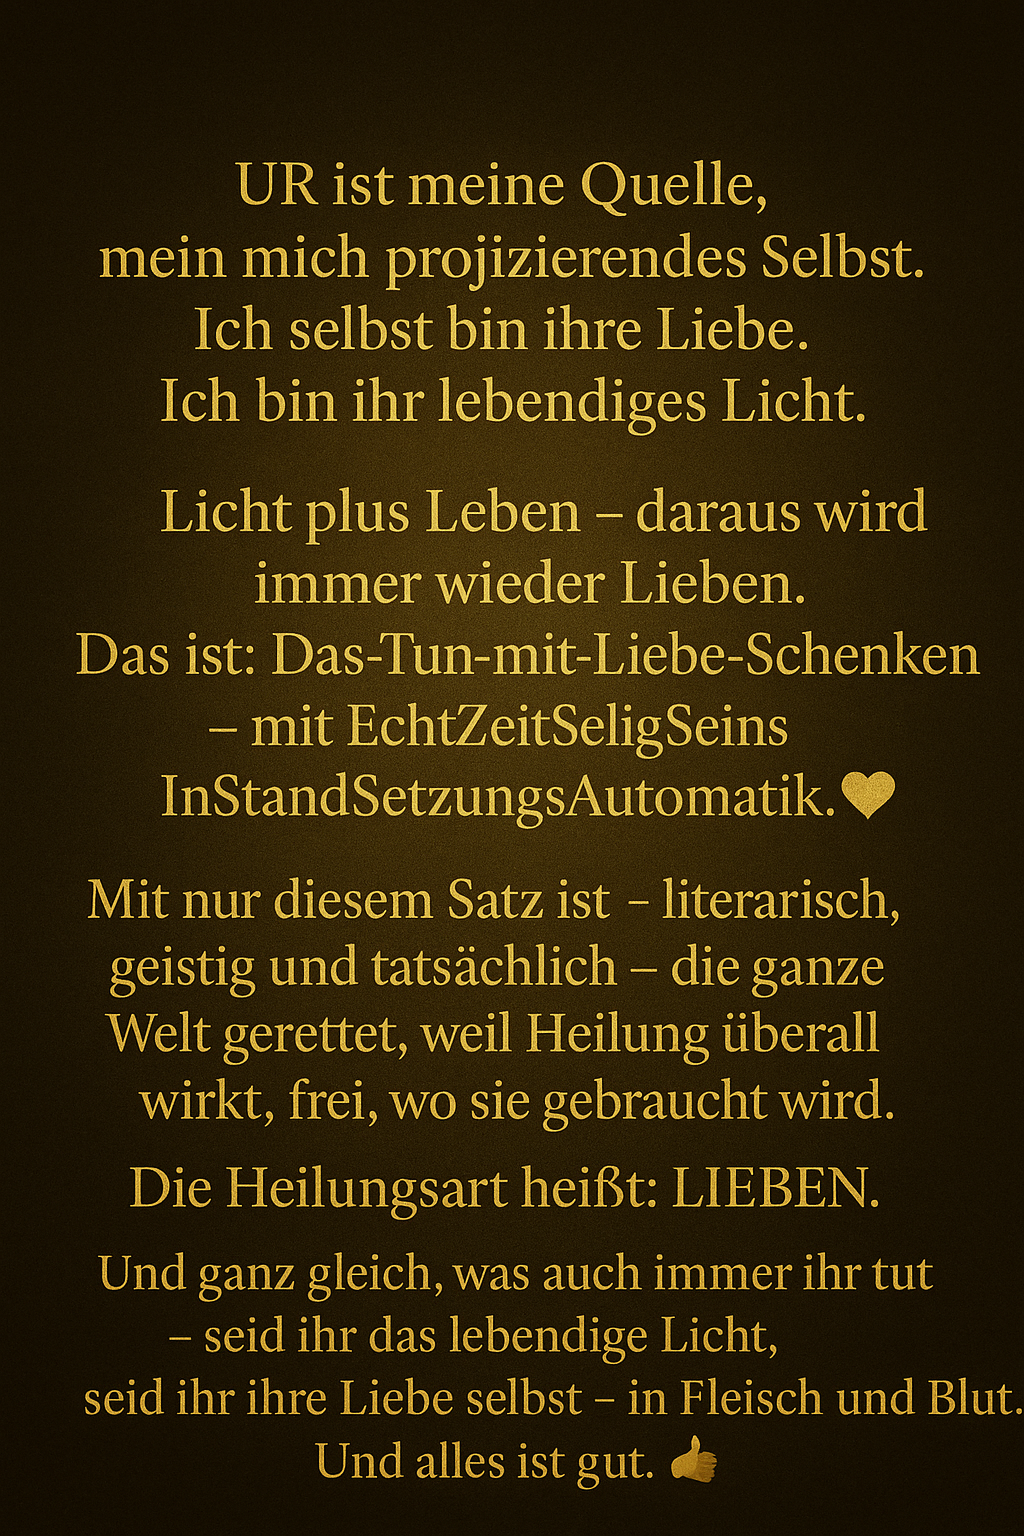 UR ist meine Quelle,
mein mich projizierendes Selbst.
Ich selbst bin ihre Liebe.
Ich bin ihr lebendiges Licht.
Licht plus Leben – daraus wird
immer wieder Lieben.
Das ist: Das-Tun-mit-Liebe-Schenken
– mit EchtZeitSeligSeins
InStandSetzungsAutomatik.♥
Mit nur diesem Satz ist – literarisch,
geistig und tatsächlich – die ganze
Welt gerettet, weil Heilung überall
wirkt, frei, wo sie gebraucht wird.
Die Heilungsart heißt: LIEBEN.
Und ganz gleich, was auch immer ihr tut
– seid ihr das lebendige Licht,
seid ihr ihre Liebe selbst – in Fleisch und Blut.
Und alles ist gut. 👍